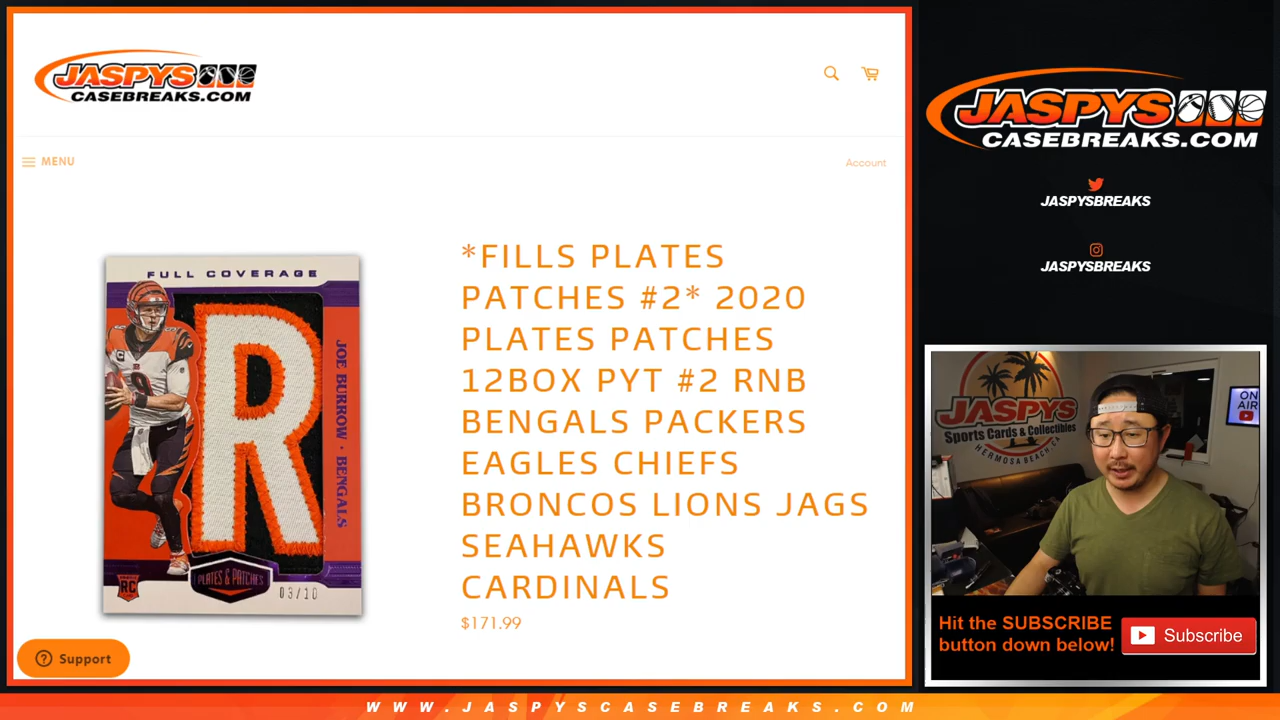 JASPYS
CASEBREAKS.COM
MENU
Account
FULL COVERAGE
R
JOE BURROW · BENGALS
RC
PLATES & PATCHES
03/10
*FILLS PLATES
PATCHES #2* 2020
PLATES PATCHES
12BOX PYT #2 RNB
BENGALS PACKERS
EAGLES CHIEFS
BRONCOS LIONS JAGS
SEAHAWKS
CARDINALS
$171.99
Support
JASPYS
CASEBREAKS.COM
JASPYSBREAKS
JASPYSBREAKS
JASPYS
Sports Cards & Collectibles
HERMOSA BEACH, CA
ON
AIR
Hit the SUBSCRIBE
button down below!
Subscribe
WWW.JASPYSCASEBREAKS.COM